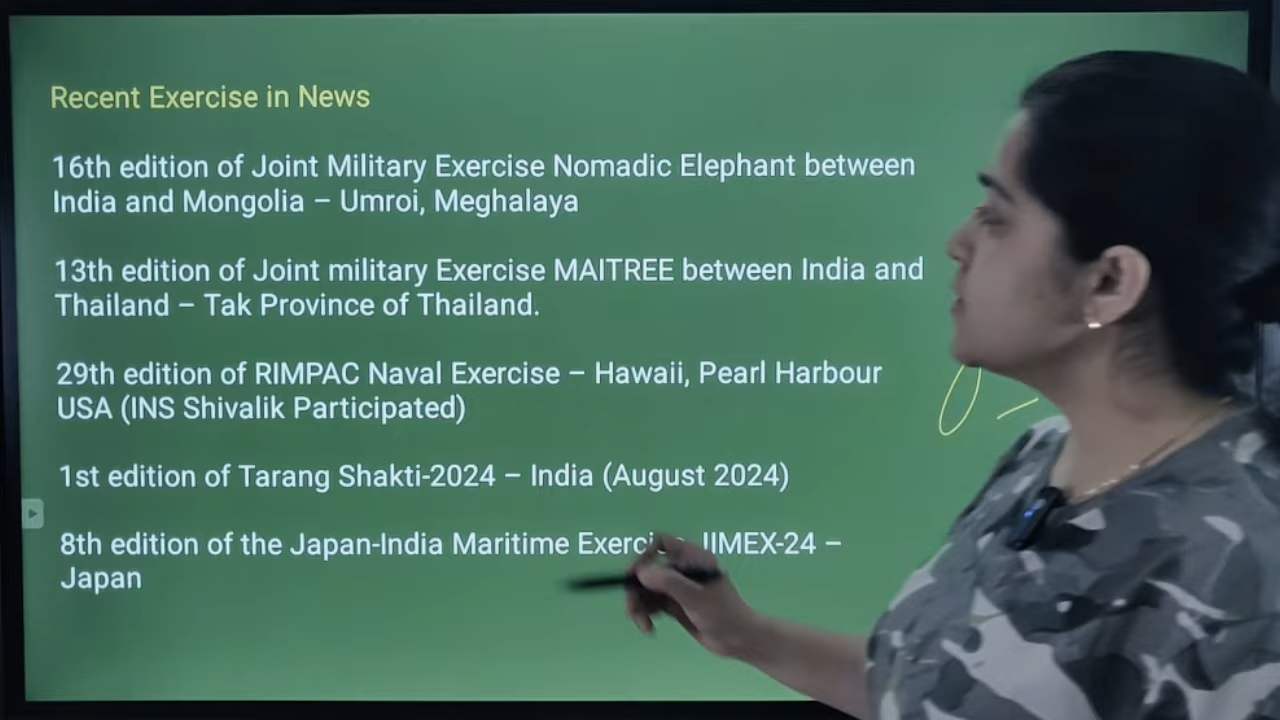 Recent Exercise in News
16th edition of Joint Military Exercise Nomadic Elephant between
India and Mongolia – Umroi, Meghalaya
13th edition of Joint military Exercise MAITREE between India and
Thailand – Tak Province of Thailand.
29th edition of RIMPAC Naval Exercise – Hawaii, Pearl Harbour
USA (INS Shivalik Participated)
1st edition of Tarang Shakti-2024 – India (August 2024)
8th edition of the Japan-India Maritime JIMEX-24 –
Japan